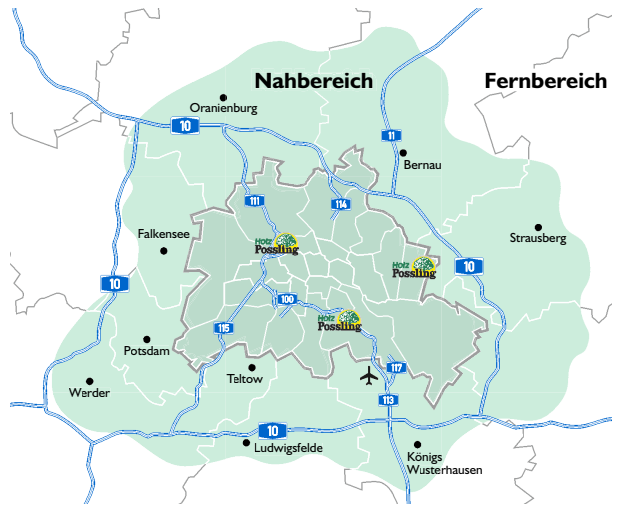 Nahbereich
Fernbereich
Oranienburg
10
11
Bernau
111
114
Falkensee
Strausberg
Holz
Possling
Holz
Possling
10
10
100
Holz
Possling
115
Potsdam
117
Teltow
Werder
113
10
Ludwigsfelde
Königs
Wusterhausen